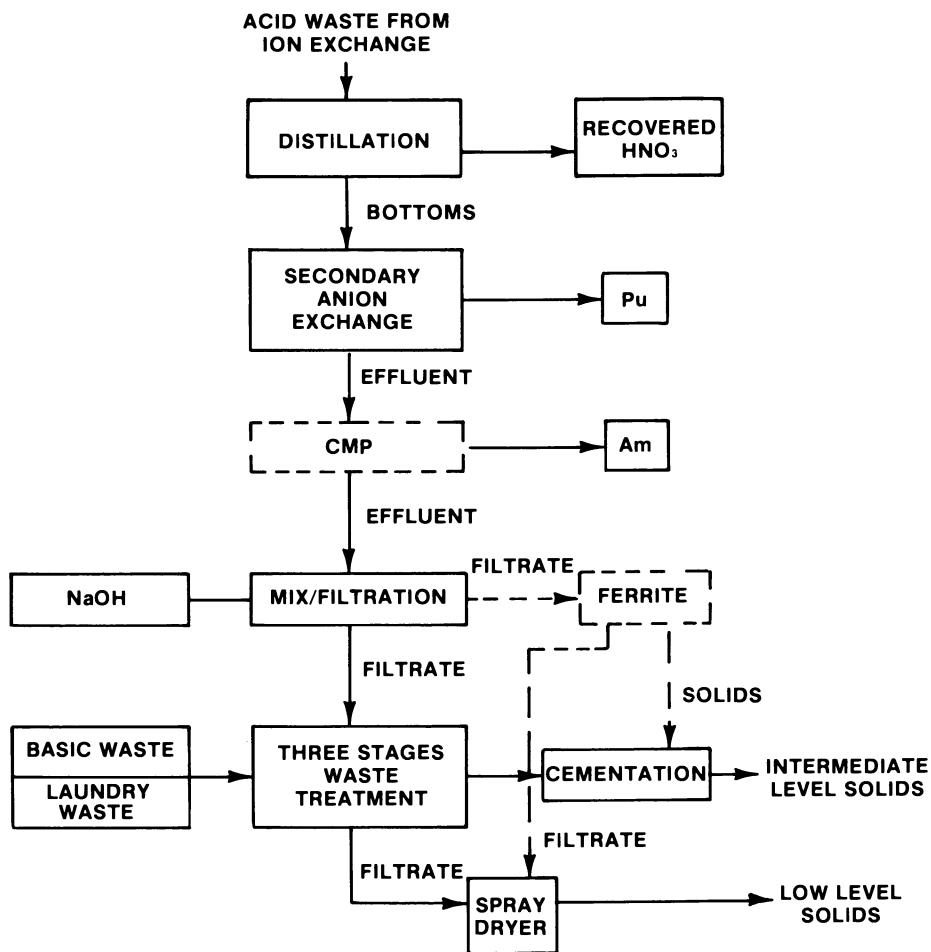 ACID WASTE FROM
ION EXCHANGE
DISTILLATION
RECOVERED
HNO₃
BOTTOMS
SECONDARY
ANION
EXCHANGE
Pu
EFFLUENT
CMP
Am
EFFLUENT
FILTRATE
NaOH
MIX/FILTRATION
FERRITE
FILTRATE
SOLIDS
BASIC WASTE
LAUNDRY
WASTE
THREE STAGES
WASTE
TREATMENT
CEMENTATION
INTERMEDIATE
LEVEL SOLIDS
FILTRATE
FILTRATE
SPRAY
DRYER
LOW LEVEL
SOLIDS